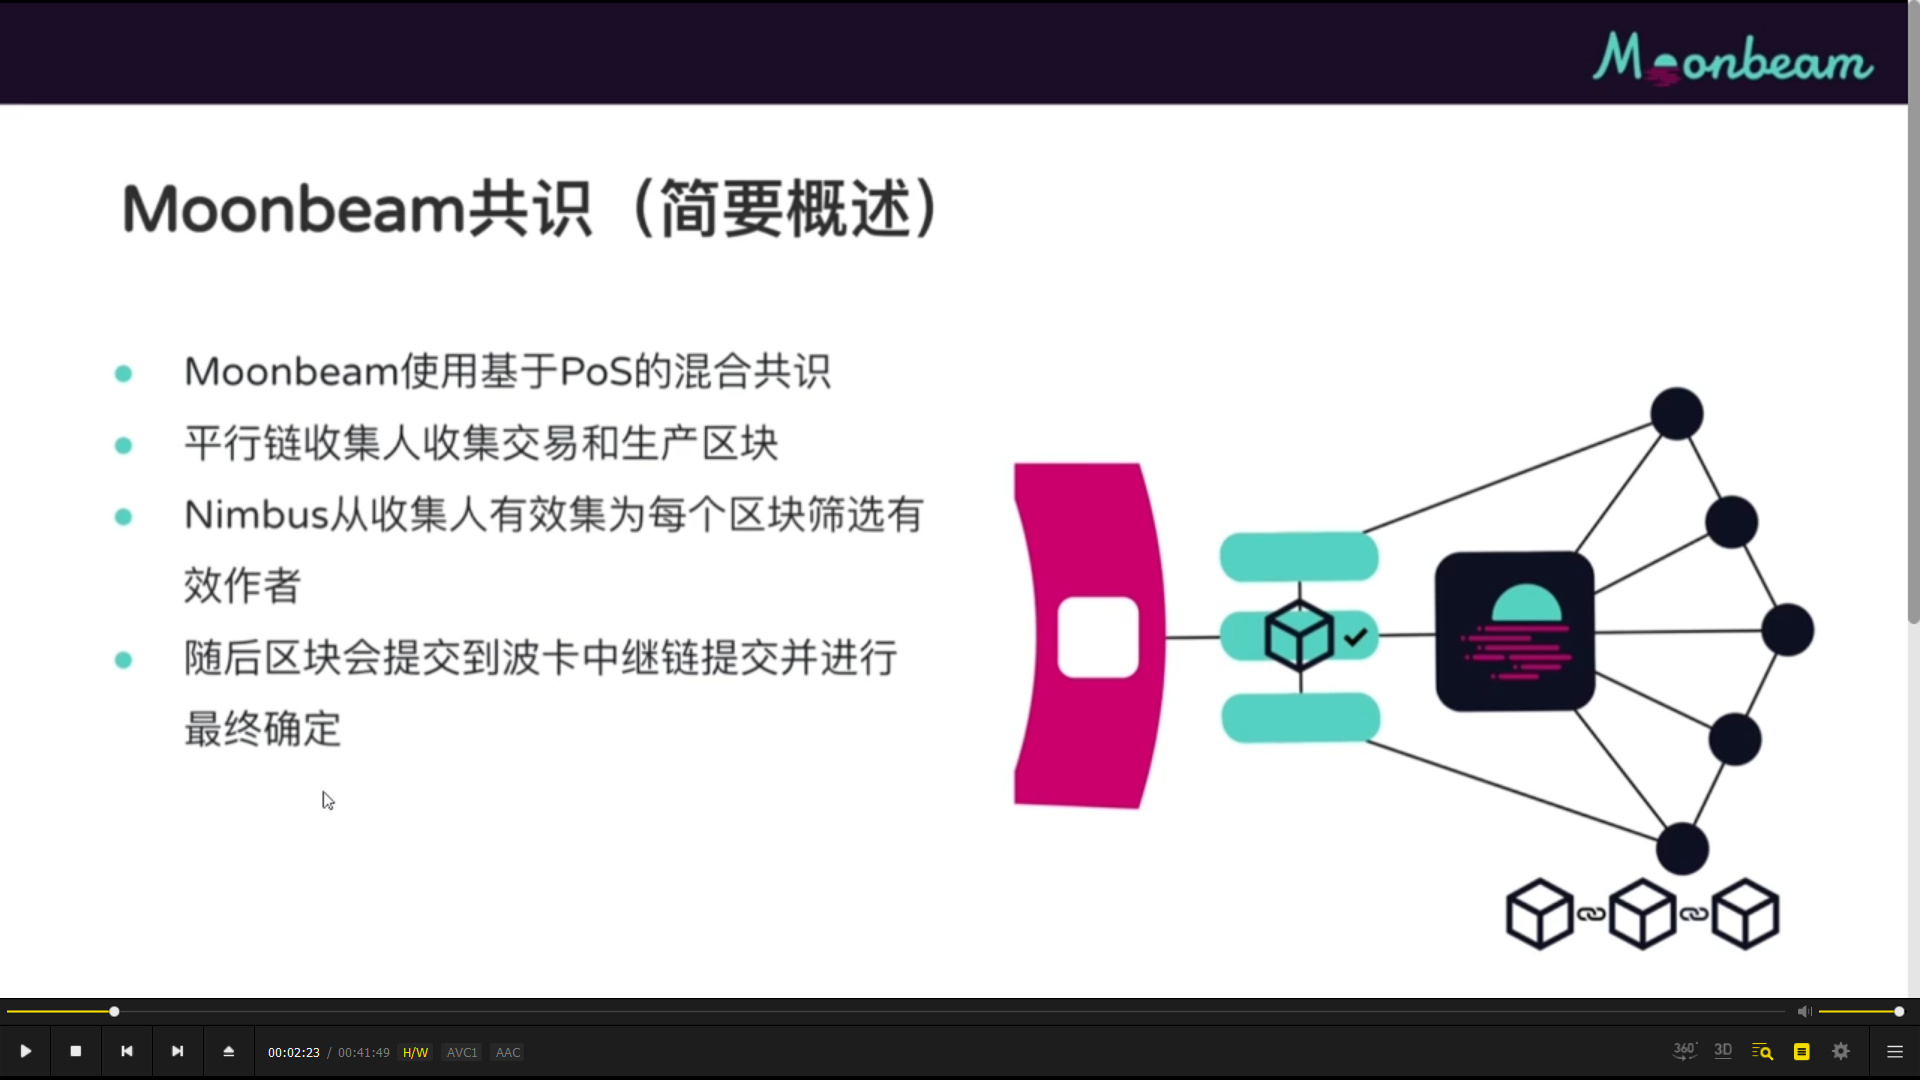 Moonbeam
Moonbeam共识（简要概述）
Moonbeam使用基于PoS的混合共识
平行链收集人收集交易和生产区块
Nimbus从收集人有效集为每个区块筛选有
效作者
随后区块会提交到波卡中继链提交并进行
最终确定
00:02:23 / 00:41:49 H/W AVC1 AAC
360° 3D